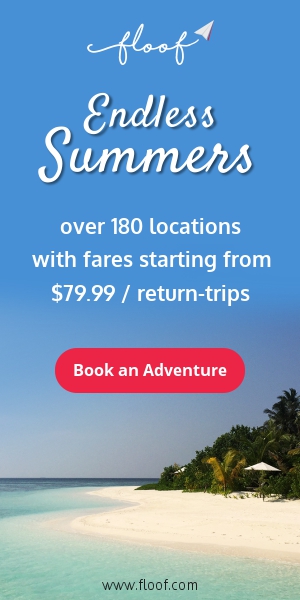 floof
Endless
Summers
over 180 locations
with fares starting from
$79.99 / return-trips
Book an Adventure
www.floof.com